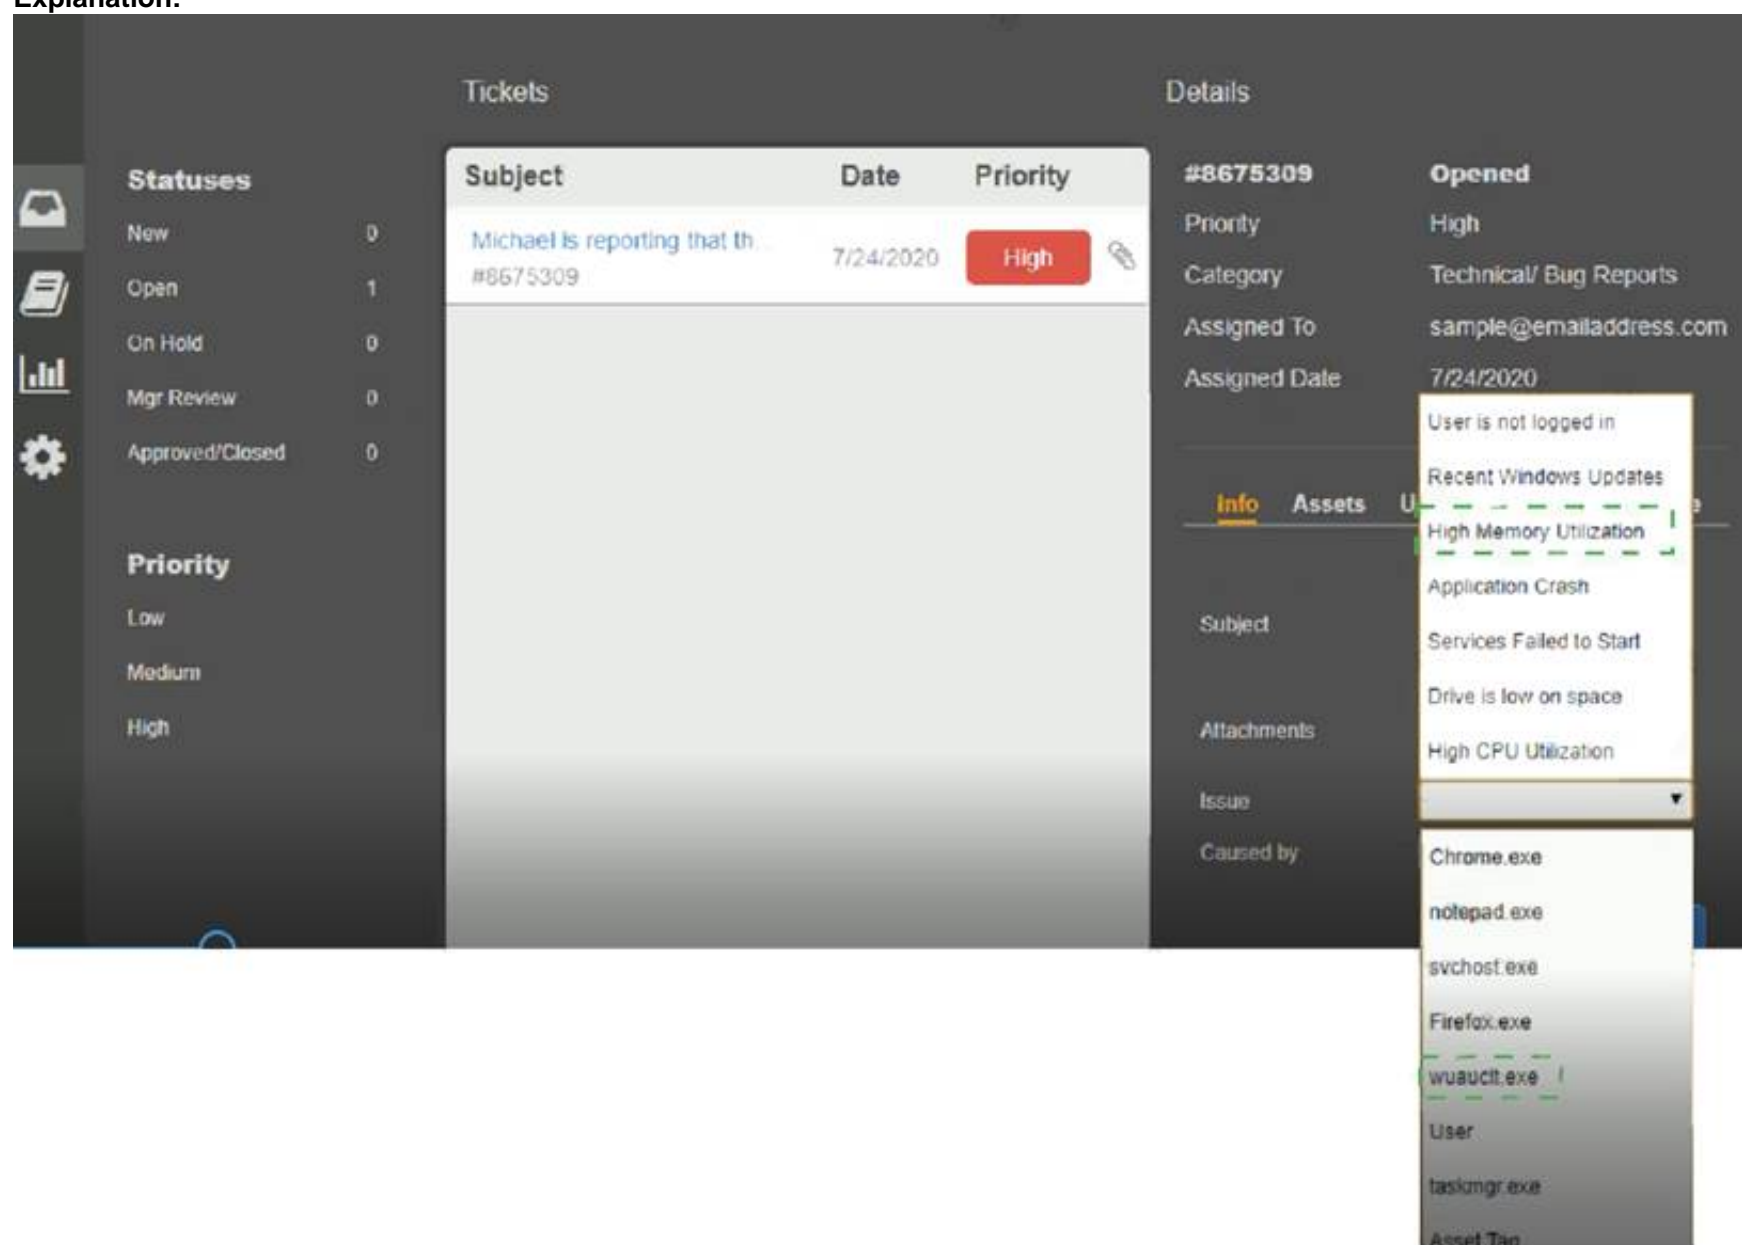 Explanation:
Tickets
Details
Statuses
New 0
Open 1
On Hold 0
Mgr Review 0
Approved/Closed 0
Priority
Low
Medium
High
Subject Date Priority
Michael is reporting that th...
#8675309
7/24/2020 High
#8675309 Opened
Priority High
Category Technical/ Bug Reports
Assigned To sample@emailaddress.com
Assigned Date 7/24/2020
Info Assets
Subject
Attachments
Issue
Caused by
User is not logged in
Recent Windows Updates
High Memory Utilization
Application Crash
Services Failed to Start
Drive is low on space
High CPU Utilization
Chrome.exe
notepad.exe
svchost.exe
Firefox.exe
wuauclt.exe
User
taskmgr.exe
Asset Tag